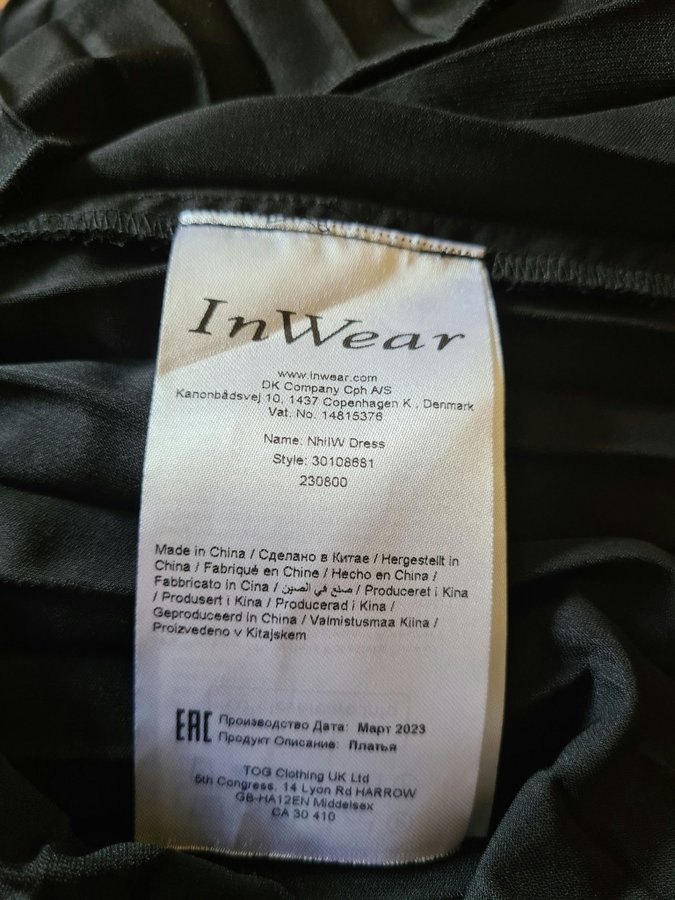 InWear
www.inwear.com
DK Company Cph A/S
Kanonbådsvej 10, 1437 Copenhagen K , Denmark
Vat. No. 14815376
Name: NhiIW Dress
Style: 30108681
230800
Made in China / Сделано в Китае / Hergestellt in
China / Fabriqué en Chine / Hecho en China /
Fabbricato in Cina / صنع في الصين / Produceret i Kina
/ Produsert i Kina / Producerad i Kina /
Geproduceerd in China / Valmistusmaa Kiina /
Proizvedeno v Kitajskem
EAC Производство Дата: Март 2023
Продукт Описание: Платья
TOG Clothing UK Ltd
5th Congress. 14 Lyon Rd HARROW
GB-HA12EN Middelsex
CA 30 410